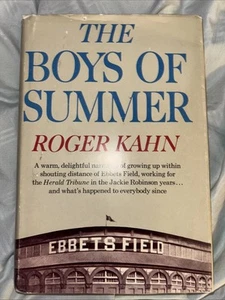 THE
BOYS OF
SUMMER
ROGER KAHN
A warm, delightful of growing up within
shouting distance of Ebbets Field, working for
the Herald Tribune in the Jackie Robinson years...
and what's happened to everybody since
EBBETS FIELD